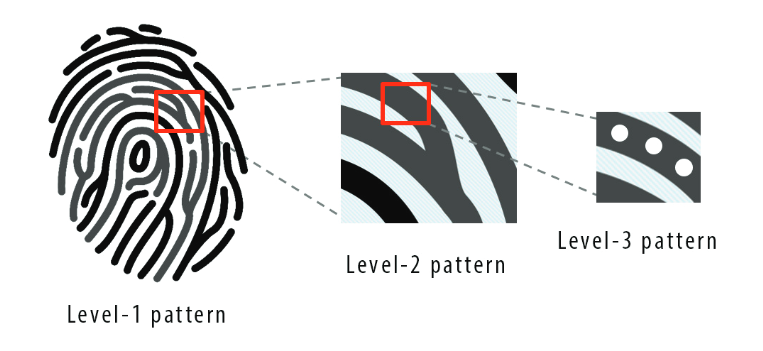 Level-1 pattern
Level-2 pattern
Level-3 pattern